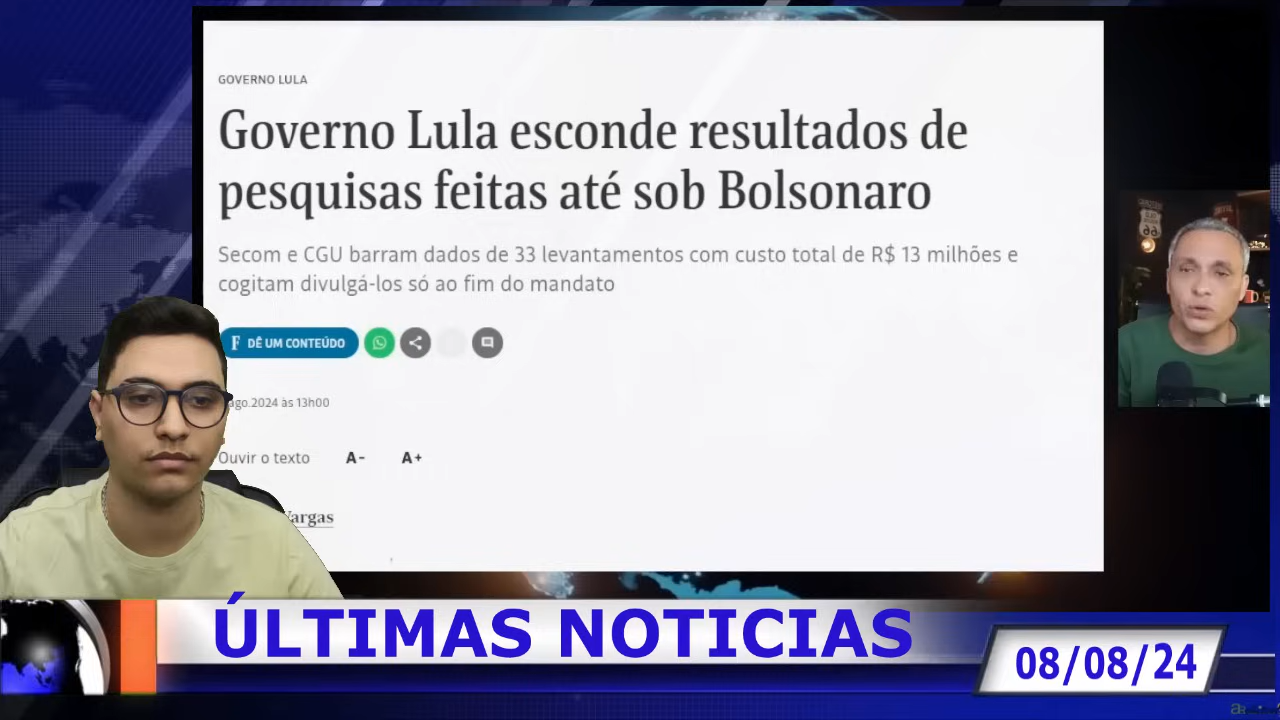 GOVERNO LULA
Governo Lula esconde resultados de
pesquisas feitas até sob Bolsonaro
Secom e CGU barram dados de 33 levantamentos com custo total de R$ 13 milhões e
cogitam divulgá-los só ao fim do mandato
F DÊ UM CONTEÚDO
ago.2024 às 13h00
Ouvir o texto A- A+
Vargas
ÚLTIMAS NOTICIAS
08/08/24